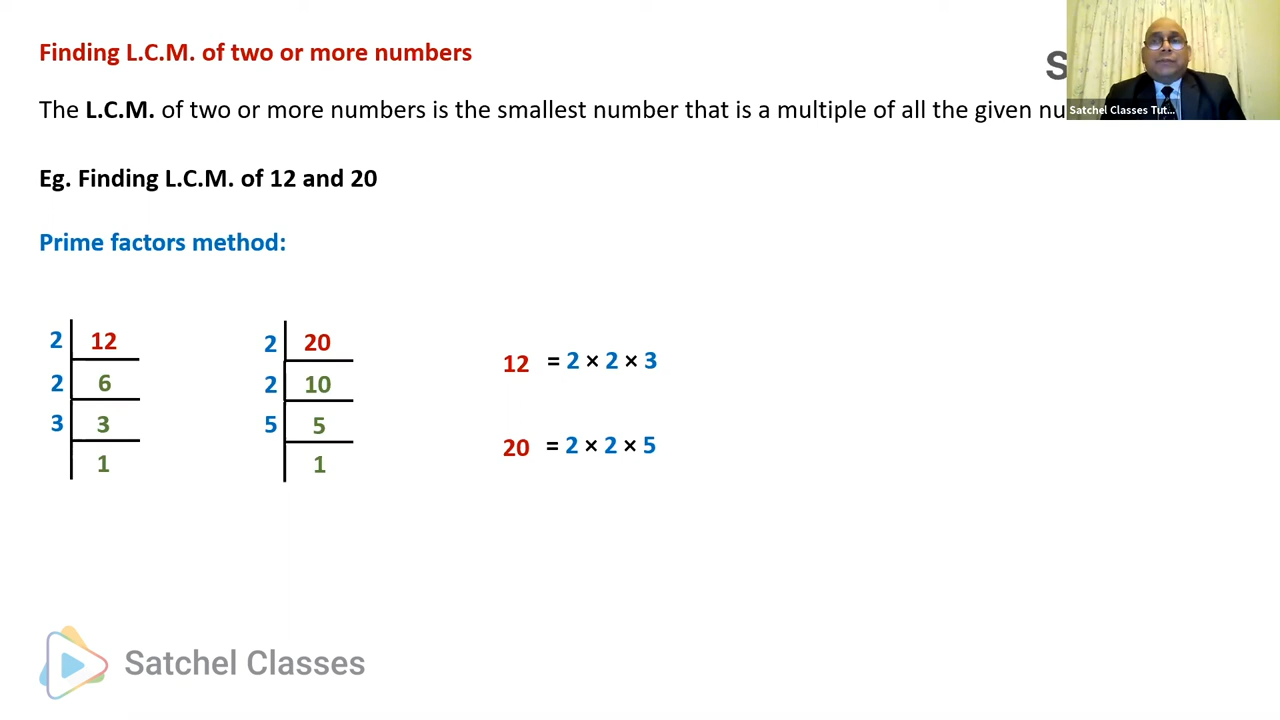 Finding L.C.M. of two or more numbers
S
The L.C.M. of two or more numbers is the smallest number that is a multiple of all the given nu
Satchel Classes Tut...
Eg. Finding L.C.M. of 12 and 20
Prime factors method:
2 12
2 6
3 3
1
2 20
2 10
5 5
1
12 = 2 × 2 × 3
20 = 2 × 2 × 5
Satchel Classes